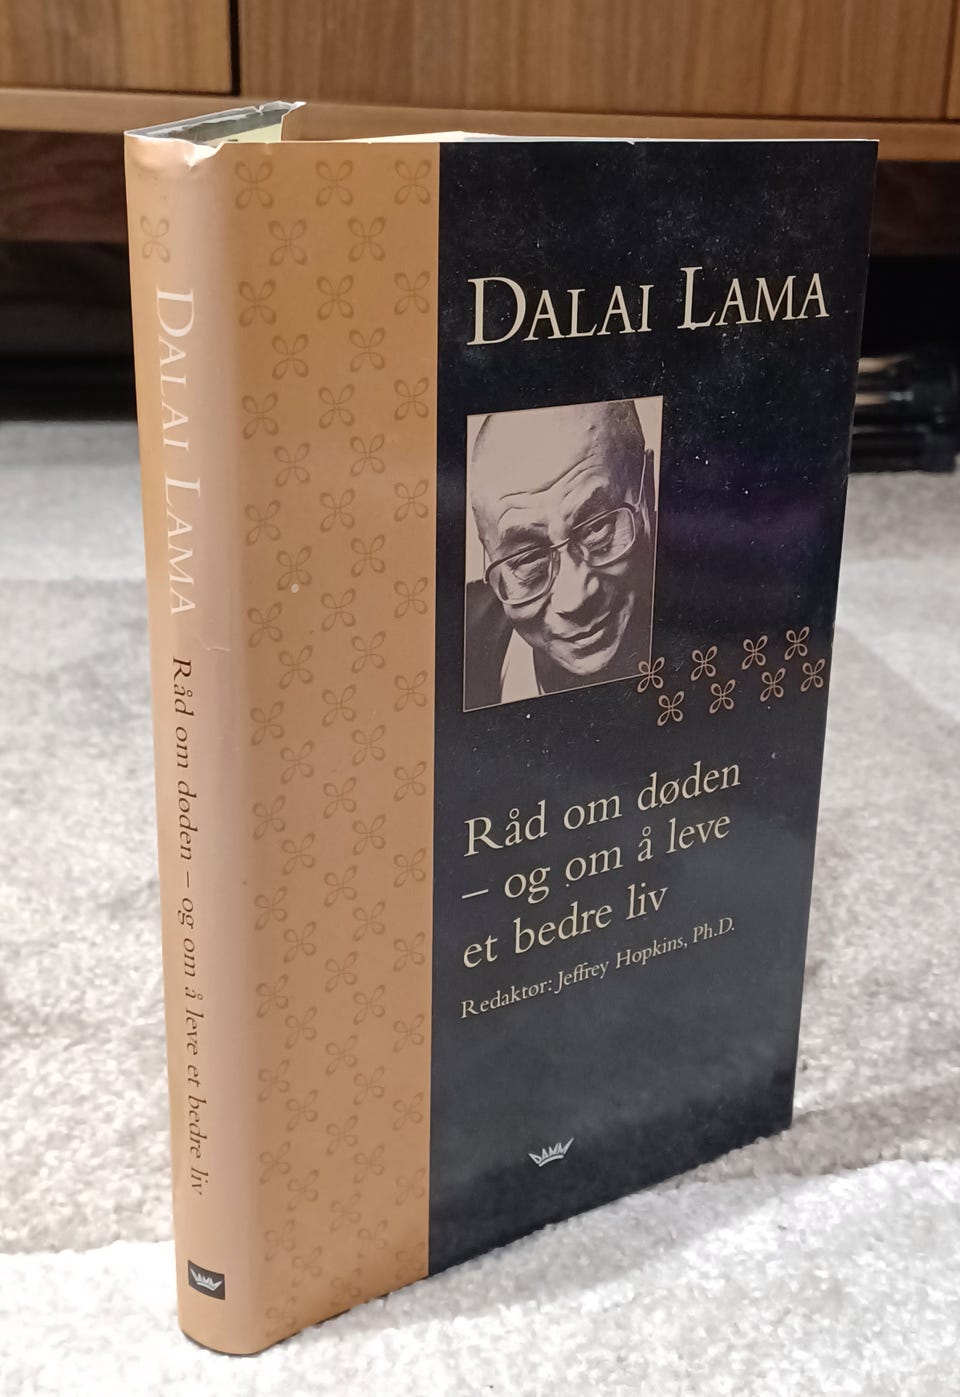 DALAI LAMA
Råd om døden – og om å leve et bedre liv
DALAI LAMA
Råd om døden
– og om å leve
et bedre liv
Redaktør: Jeffrey Hopkins, Ph.D.
DAMM